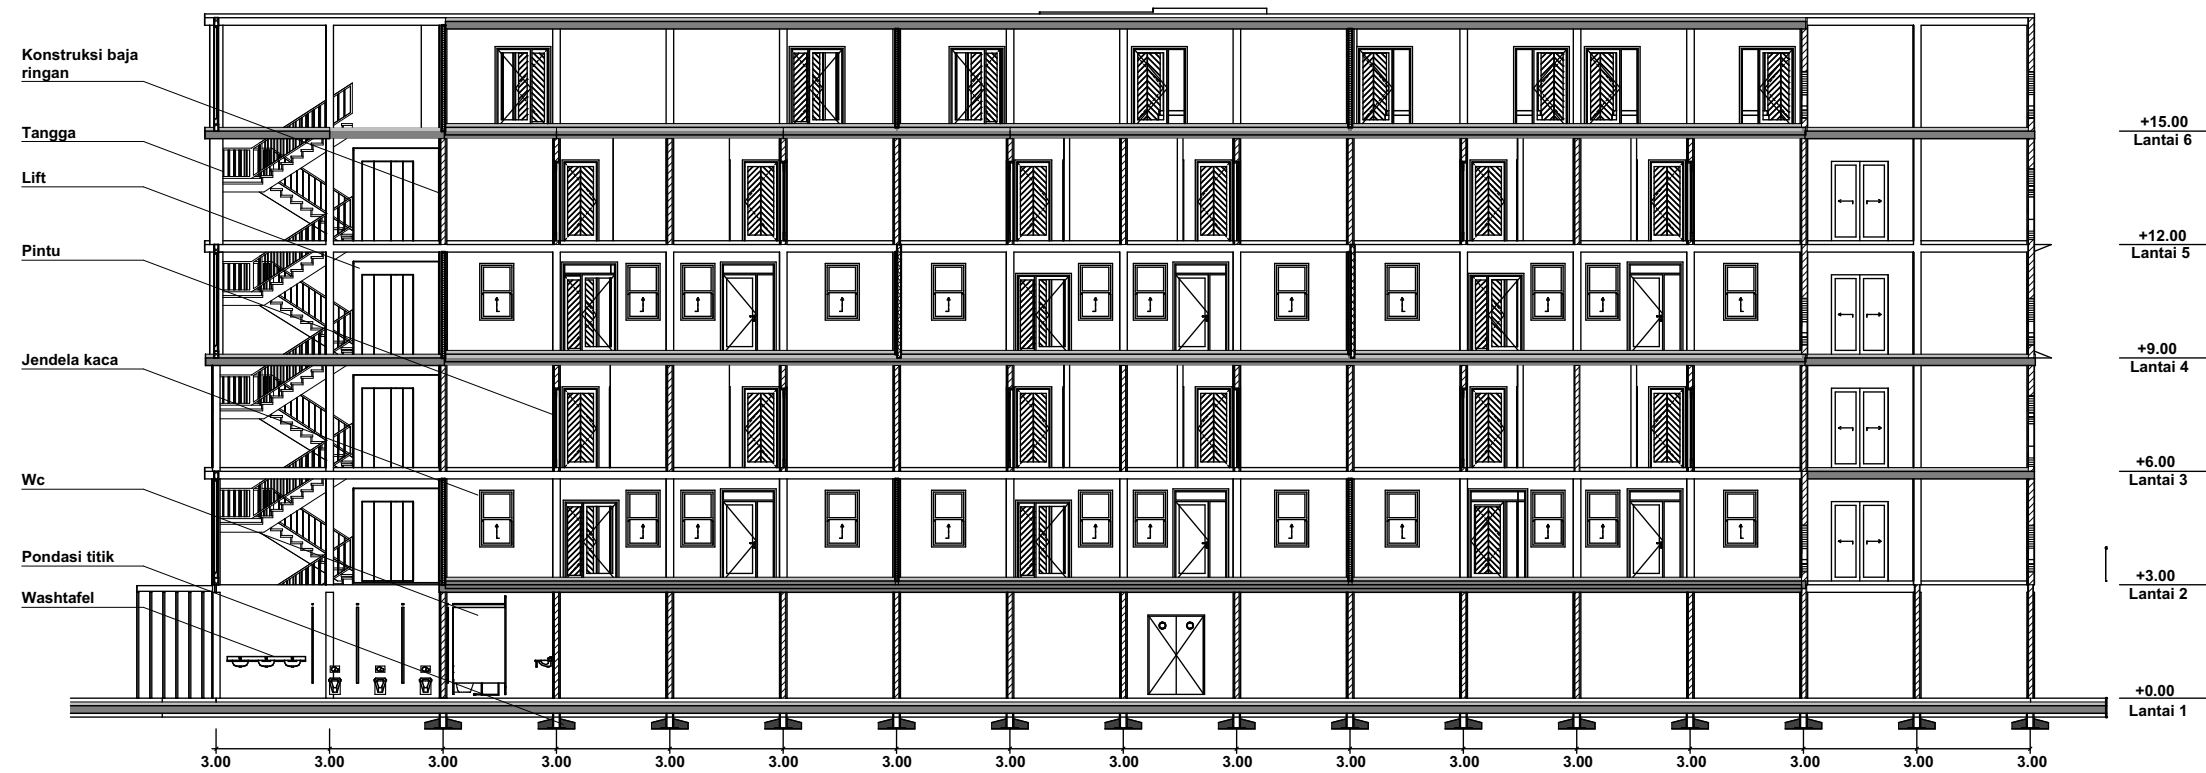 Konstruksi baja
ringan
Tangga
Lift
Pintu
Jendela kaca
Wc
Pondasi titik
Washtafel
+15.00
Lantai 6
+12.00
Lantai 5
+9.00
Lantai 4
+6.00
Lantai 3
+3.00
Lantai 2
+0.00
Lantai 1
3.00 3.00 3.00 3.00 3.00 3.00 3.00 3.00 3.00 3.00 3.00 3.00 3.00 3.00 3.00 3.00 3.00